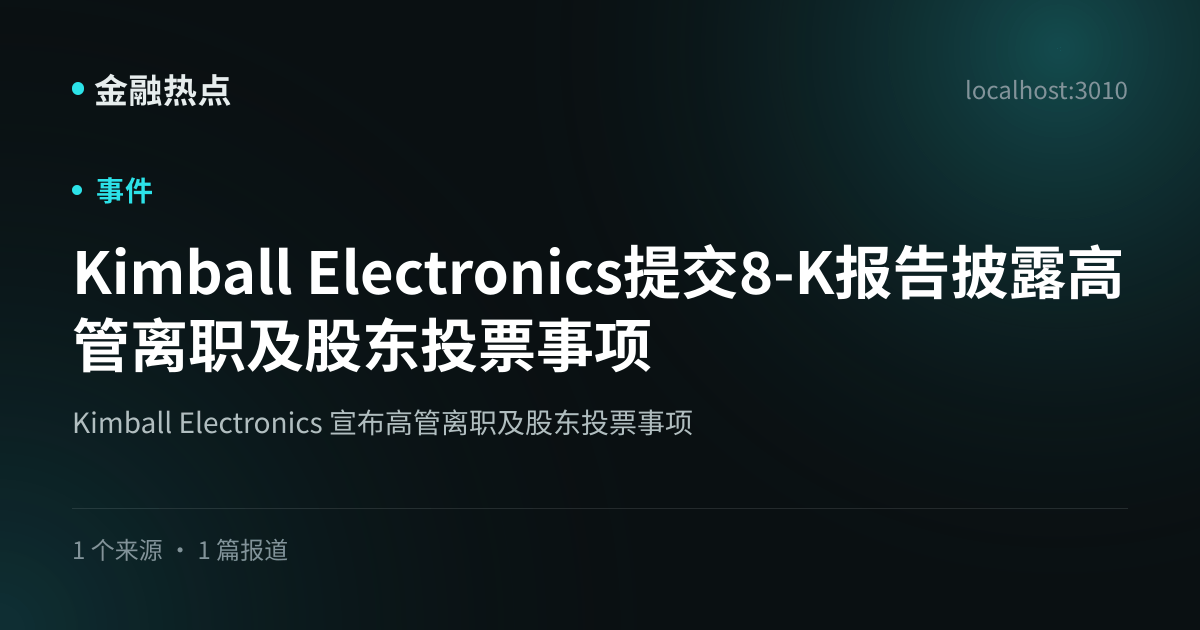 金融热点
localhost:3010
事件
Kimball Electronics提交8-K报告披露高
管离职及股东投票事项
Kimball Electronics 宣布高管离职及股东投票事项
1 个来源 · 1 篇报道